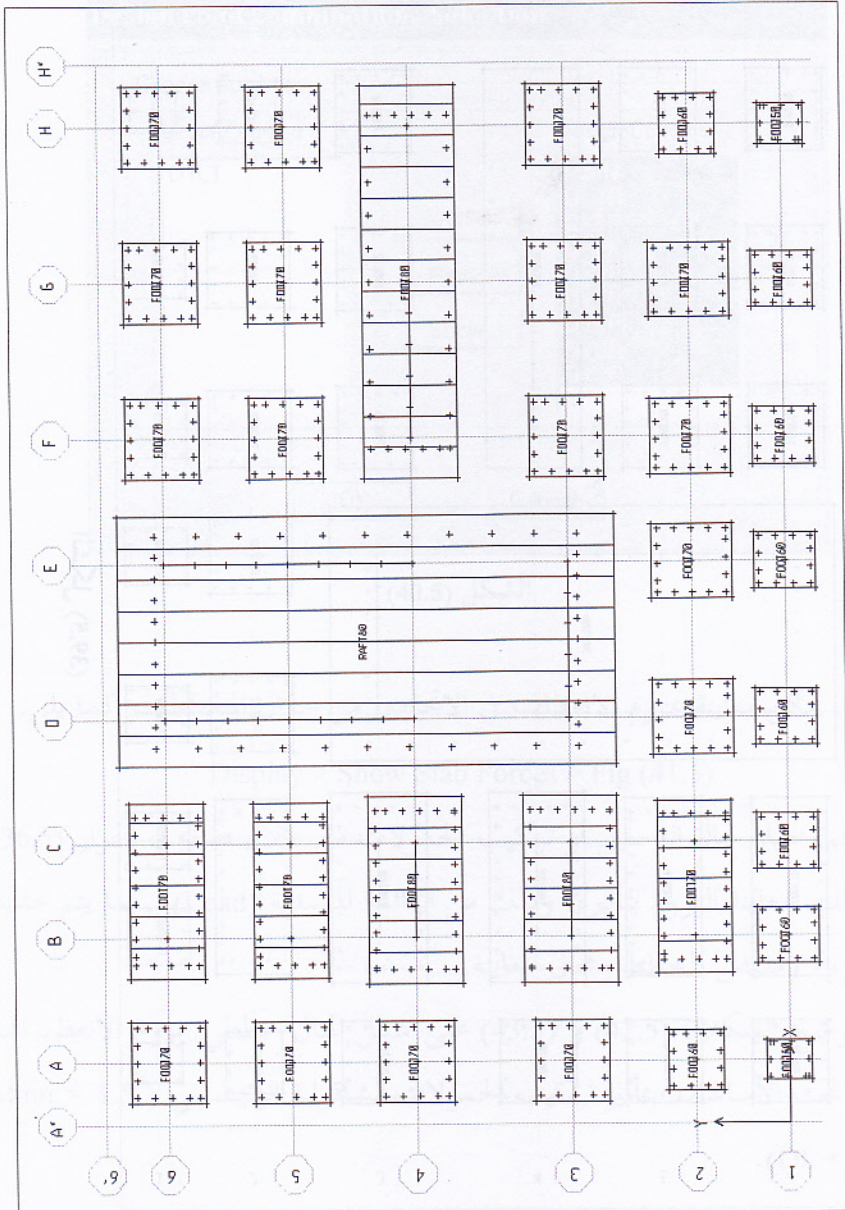 A' A B C D E F G H H'
6'
6 FOOT70 FOOT70 FOOT70 FOOT70 FOOT70
5 FOOT70 FOOT70 FOOT70 FOOT70 FOOT70
RAFT80
4 FOOT70 FOOT80 FOOT80
3 FOOT70 FOOT80 FOOT70 FOOT70 FOOT70
2 FOOT60 FOOT70 FOOT70 FOOT70 FOOT70 FOOT70 FOOT60
Y
1 FOOT50 X FOOT60 FOOT60 FOOT60 FOOT60 FOOT60 FOOT60 FOOT50